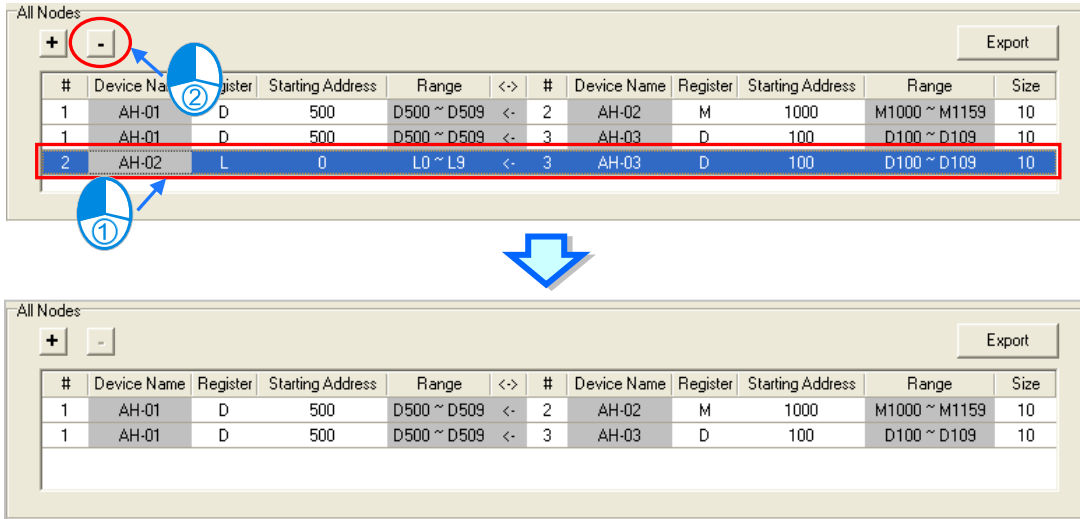 All Nodes
+ - Export
# Device Na ② gister Starting Address Range <-> # Device Name Register Starting Address Range Size
1 AH-01 D 500 D500 ~ D509 <- 2 AH-02 M 1000 M1000 ~ M1159 10
1 AH-01 D 500 D500 ~ D509 <- 3 AH-03 D 100 D100 ~ D109 10
2 AH-02 L 0 L0 ~ L9 <- 3 AH-03 D 100 D100 ~ D109 10
①
All Nodes
+ - Export
# Device Name Register Starting Address Range <-> # Device Name Register Starting Address Range Size
1 AH-01 D 500 D500 ~ D509 <- 2 AH-02 M 1000 M1000 ~ M1159 10
1 AH-01 D 500 D500 ~ D509 <- 3 AH-03 D 100 D100 ~ D109 10